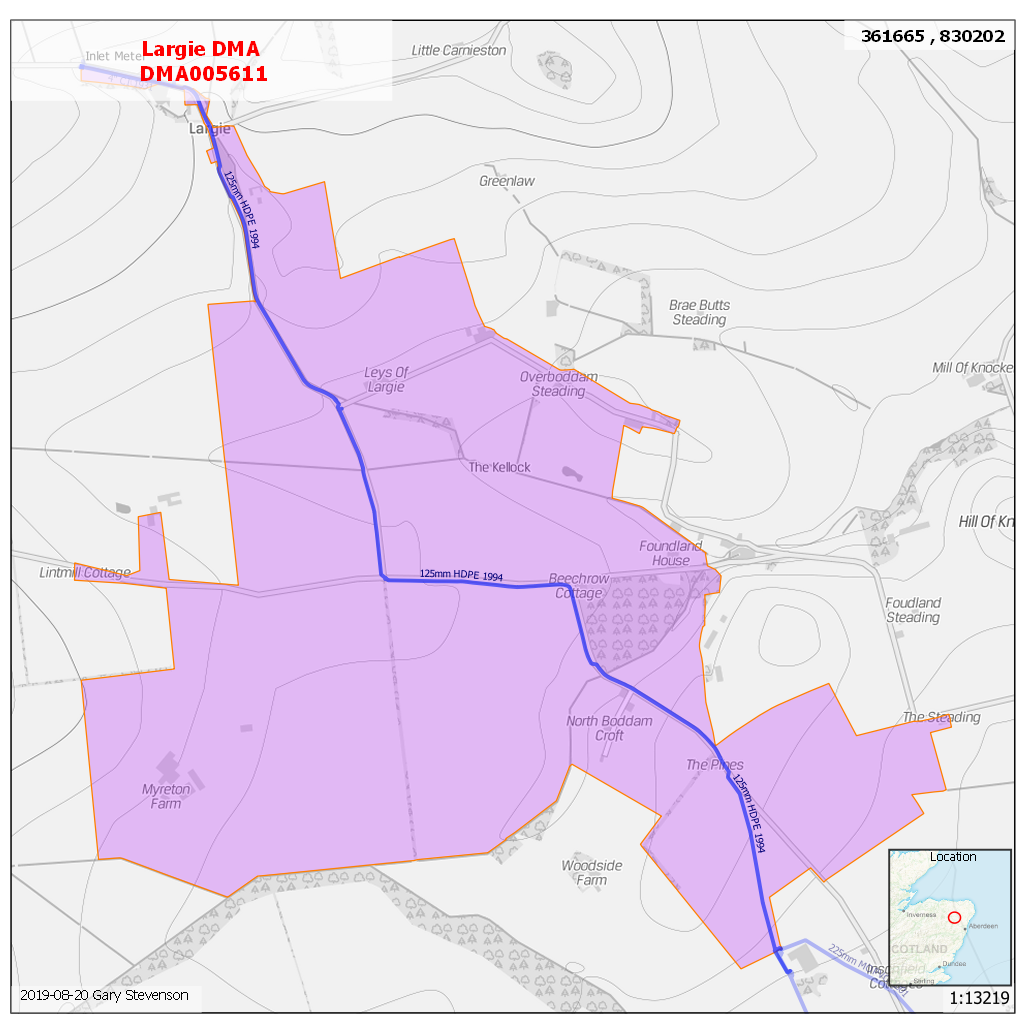 Largie DMA
DMA005611
361665 , 830202
Inlet Meter
Little Carnieston
Largie
Greenlaw
125mm HDPE 1994
Brae Butts
Steading
Leys Of
Largie
Overboddam
Steading
Mill Of Knocke
The Kellock
Hill Of Kn
Foundland
House
Lintmill Cottage
125mm HDPE 1994
Beechrow
Cottage
Foudland
Steading
North Boddam
Croft
The Steading
The Pines
Myreton
Farm
125mm HDPE 1994
Woodside
Farm
Location
Inverness
Aberdeen
COTLAND
Dundee
Stirling
225mm
2019-08-20 Gary Stevenson
1:13219